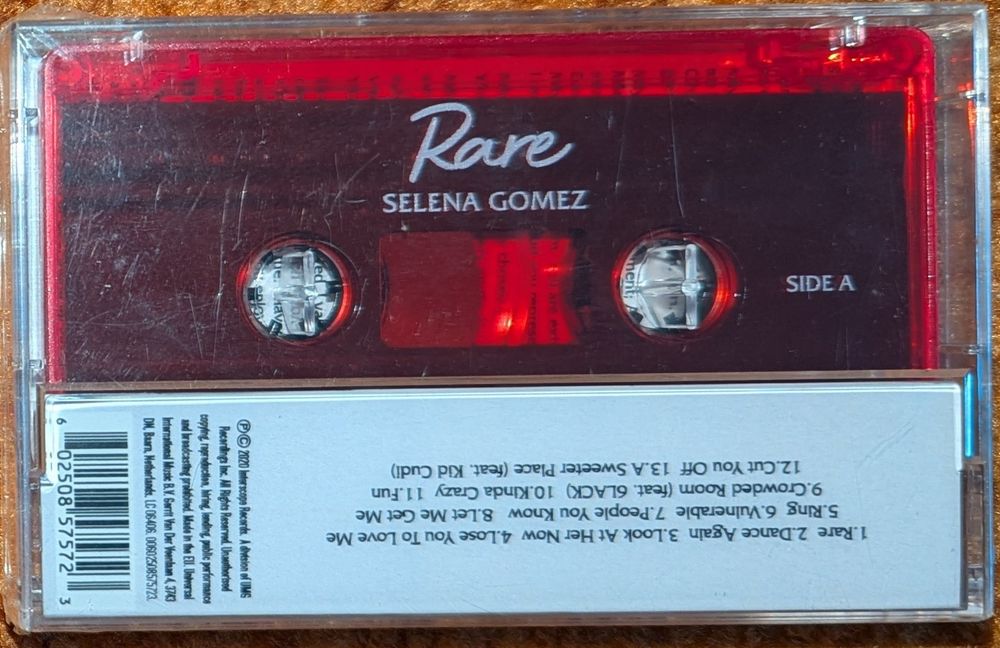 Rare
SELENA GOMEZ
SIDE A
1.Rare 2.Dance Again 3.Look At Her Now 4.Lose You To Love Me
5.Ring 6.Vulnerable 7.People You Know 8.Let Me Get Me
9.Crowded Room (feat. 6LACK) 10.Kinda Crazy 11.Fun
12.Cut You Off 13.A Sweeter Place (feat. Kid Cudi)
Ⓟ© 2020 Interscope Records. A division of UMG
Recordings Inc. All Rights Reserved. Unauthorised
copying, reproduction, hiring, lending, public performance
and broadcasting prohibited. Made in the EU. Universal
International Music B.V. Gerrit Van Der Veenlaan 4, 3743
DN, Baarn, Netherlands. LC 06406. 00602508575723.
6 02508 57572 3